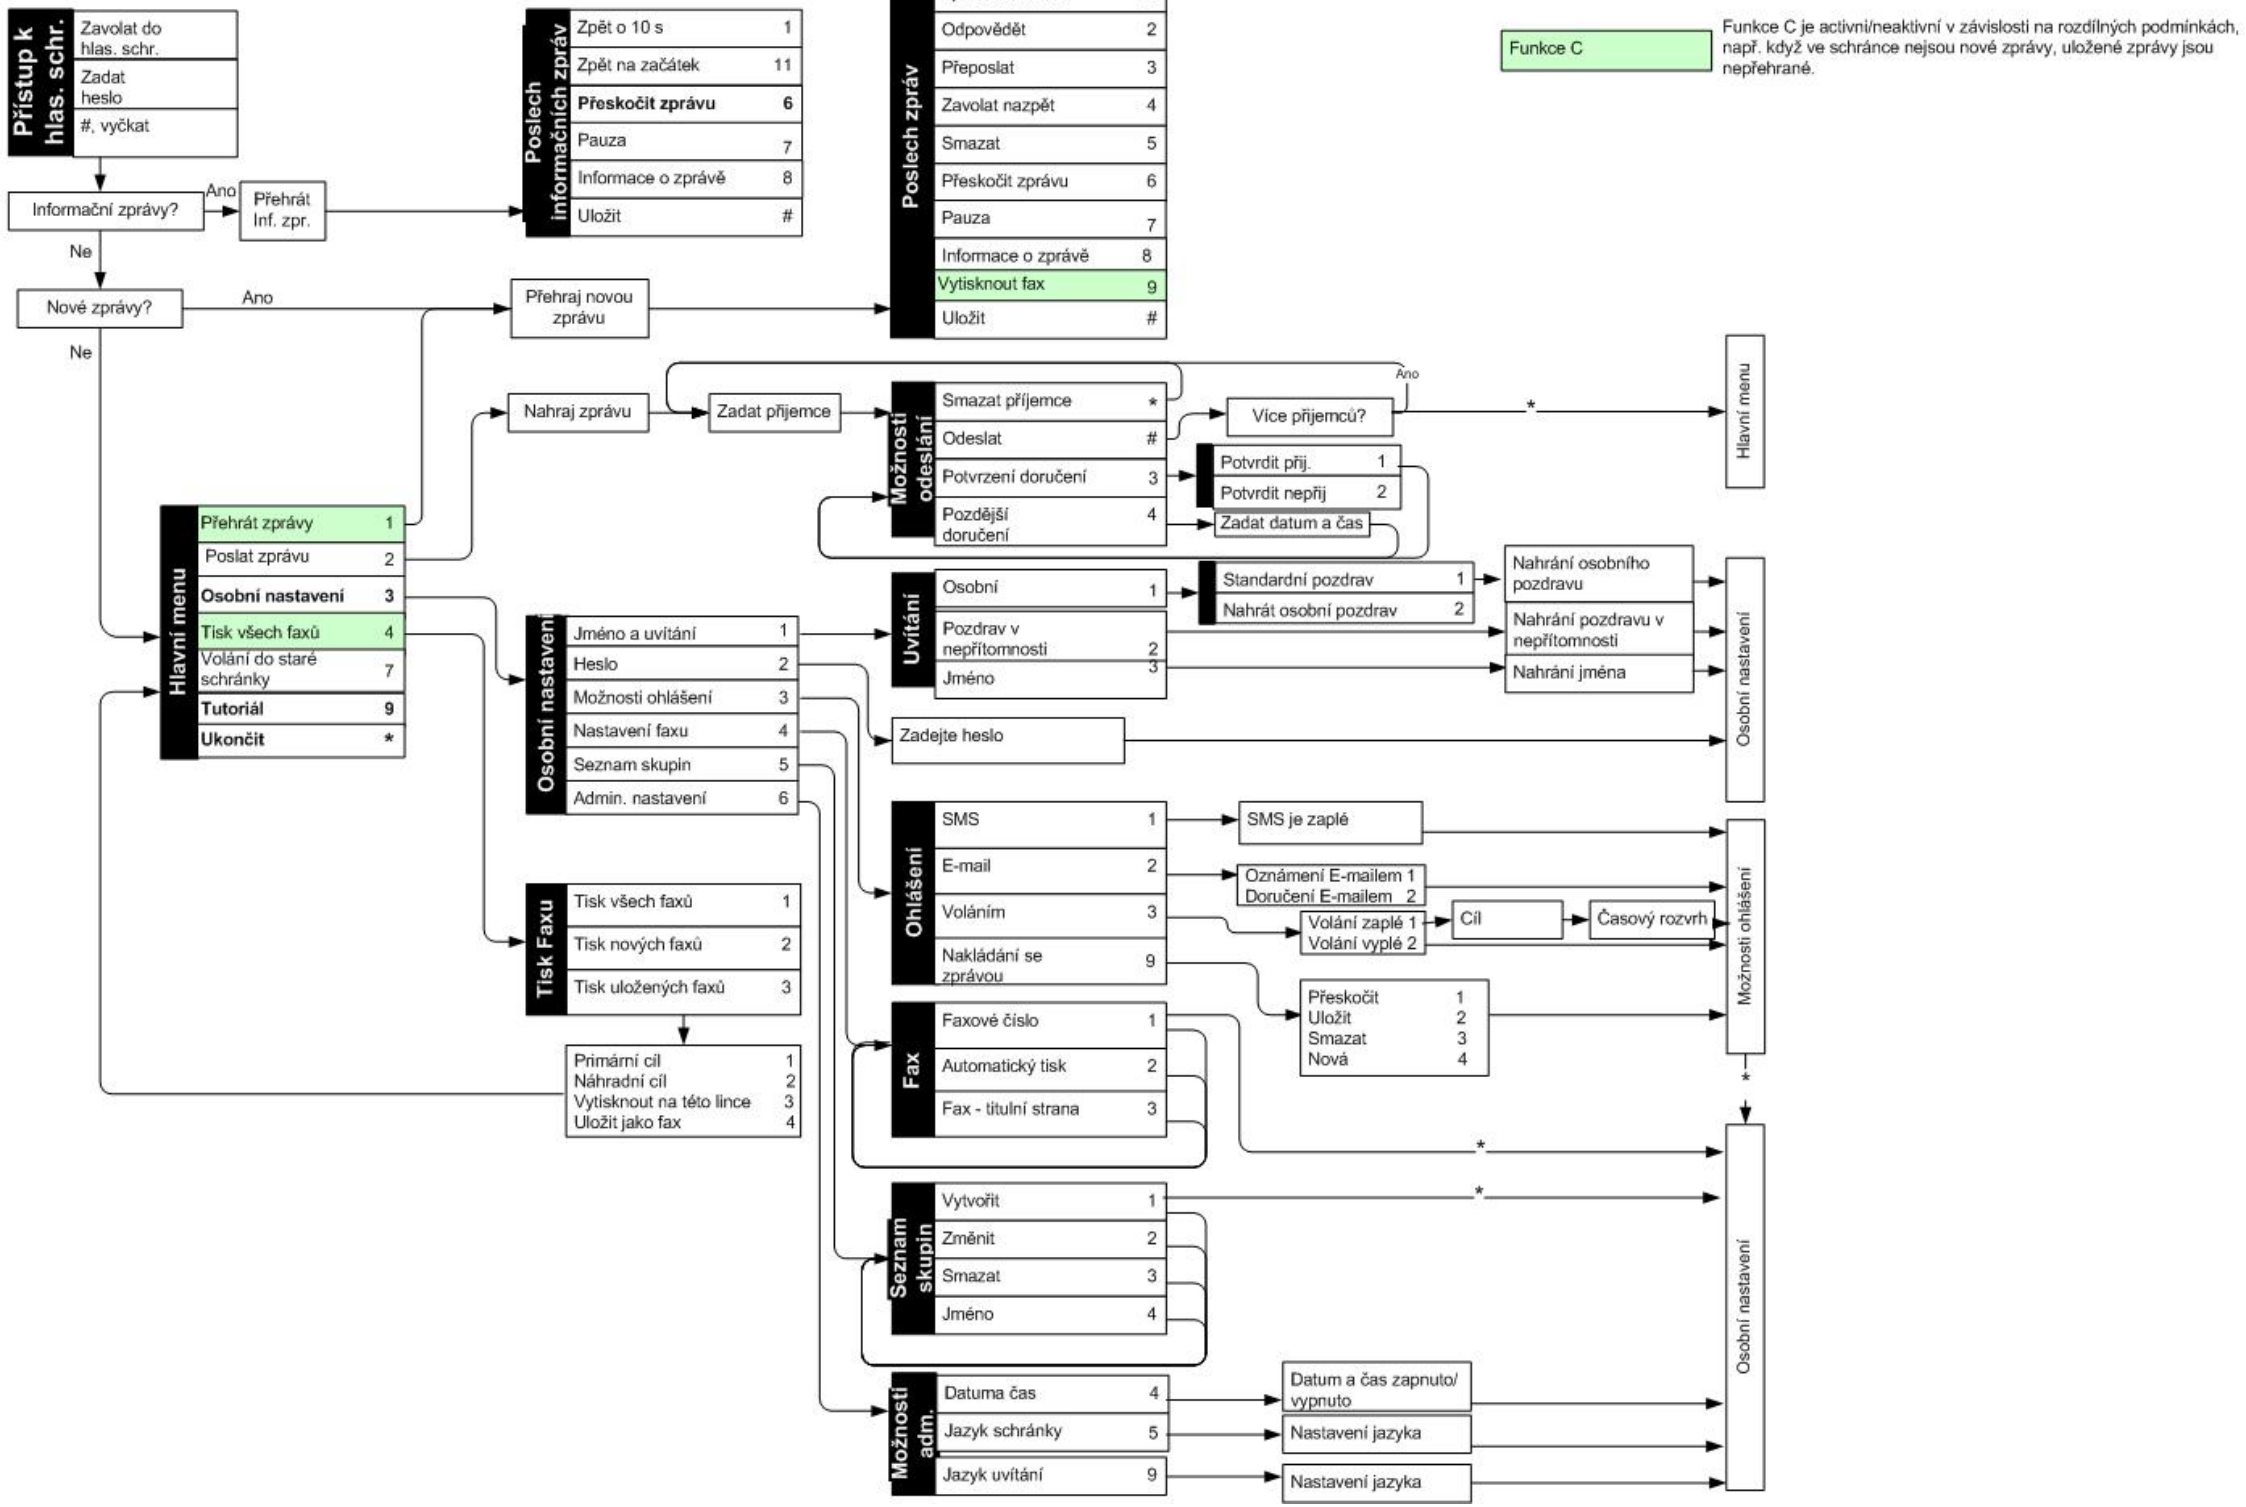 Přístup k
hlas. schr.
Zavolat do
hlas. schr.
Zadat
heslo
#, vyčkat
Informační zprávy?
Ano
Přehrát
Inf. zpr.
Ne
Nové zprávy?
Ano
Ne
Přehraj novou
zprávu
Poslech
informačních zpráv
Zpět o 10 s 1
Zpět na začátek 11
Přeskočit zprávu 6
Pauza 7
Informace o zprávě 8
Uložit #
Poslech zpráv
Odpovědět 2
Přeposlat 3
Zavolat nazpět 4
Smazat 5
Přeskočit zprávu 6
Pauza 7
Informace o zprávě 8
Vytisknout fax 9
Uložit #
Funkce C
Funkce C je activni/neaktivní v závislosti na rozdílných podmínkách,
např. když ve schránce nejsou nové zprávy, uložené zprávy jsou
nepřehrané.
Nahraj zprávu
Zadat přijemce
Možnosti
odeslání
Smazat příjemce *
Odeslat #
Potvrzení doručení 3
Pozdější 4
doručení
Ano
Více přijemců?
*
Hlavní menu
Potvrdit přij. 1
Potvrdit nepřij 2
Zadat datum a čas
Hlavní menu
Přehrát zprávy 1
Poslat zprávu 2
Osobní nastavení 3
Tisk všech faxů 4
Volání do staré
schránky 7
Tutoriál 9
Ukončit *
Osobní nastavení
Jméno a uvítání 1
Heslo 2
Možnosti ohlášení 3
Nastavení faxu 4
Seznam skupin 5
Admin. nastavení 6
Uvítání
Osobní 1
Pozdrav v
nepřítomnosti 2
Jméno 3
Standardní pozdrav 1
Nahrát osobní pozdrav 2
Nahrání osobního
pozdravu
Nahrání pozdravu v
nepřítomnosti
Nahrání jména
Osobní nastavení
Zadejte heslo
Tisk Faxu
Tisk všech faxů 1
Tisk nových faxů 2
Tisk uložených faxů 3
Primární cíl 1
Náhradní cíl 2
Vytisknout na této lince 3
Uložit jako fax 4
Ohlášení
SMS 1
E-mail 2
Voláním 3
Nakládání se 9
zprávou
SMS je zaplé
Oznámení E-mailem 1
Doručení E-mailem 2
Volání zaplé 1
Volání vyplé 2
Cíl
Časový rozvrh
Přeskočit 1
Uložit 2
Smazat 3
Nová 4
Možnosti ohlášení
*
Fax
Faxové číslo 1
Automatický tisk 2
Fax - titulní strana 3
*
Seznam
skupin
Vytvořit 1
Změnit 2
Smazat 3
Jméno 4
*
Osobní nastavení
Možnosti
adm.
Datuma čas 4
Jazyk schránky 5
Jazyk uvítání 9
Datum a čas zapnuto/
vypnuto
Nastavení jazyka
Nastavení jazyka